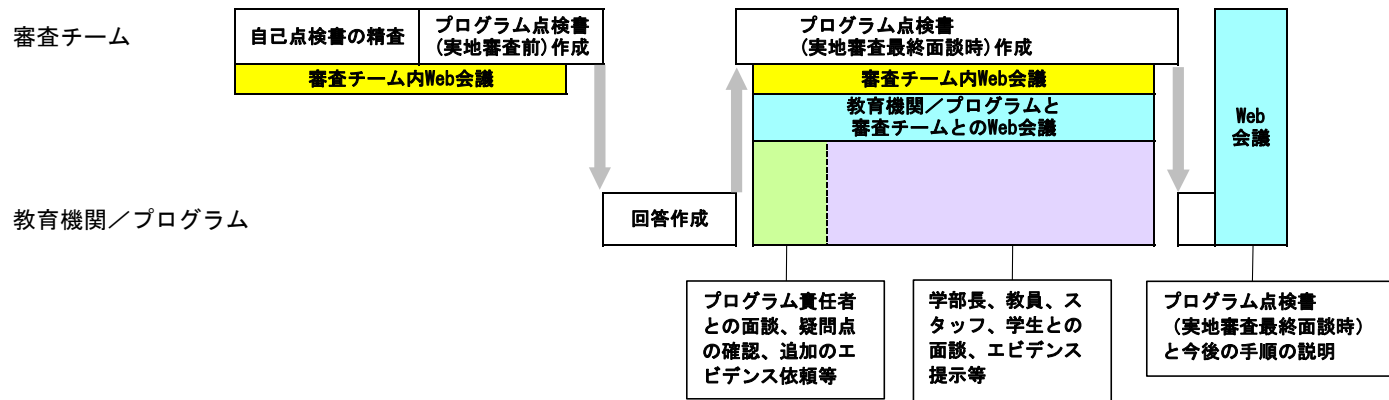 審査チーム
自己点検書の精査
プログラム点検書
(実地審査前)作成
審査チーム内Web会議
プログラム点検書
(実地審査最終面談時)作成
審査チーム内Web会議
教育機関／プログラムと
審査チームとのWeb会議
Web
会議
教育機関／プログラム
回答作成
プログラム責任者
との面談、疑問点
の確認、追加のエ
ビデンス依頼等
学部長、教員、ス
タッフ、学生との
面談、エビデンス
提示等
プログラム点検書
（実地審査最終面談時）
と今後の手順の説明